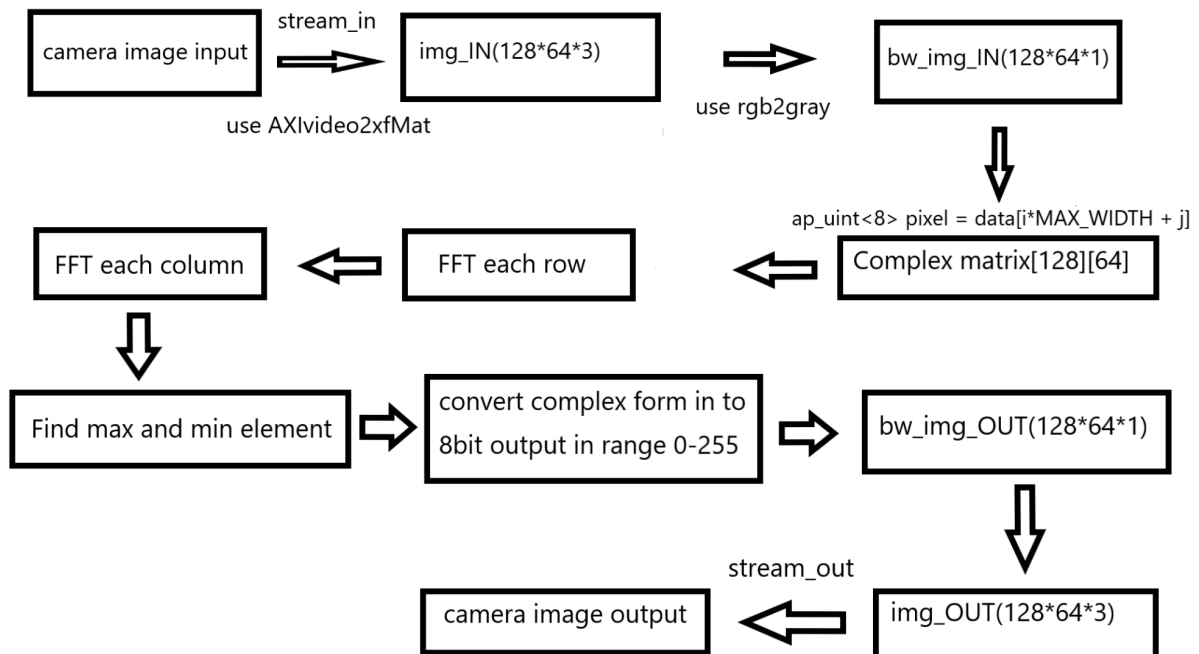 stream_in
camera image input
img_IN(128*64*3)
bw_img_IN(128*64*1)
use AXIvideo2xfMat
use rgb2gray
ap_uint<8> pixel = data[i*MAX_WIDTH + j]
FFT each column
FFT each row
Complex matrix[128][64]
Find max and min element
convert complex form in to
8bit output in range 0-255
bw_img_OUT(128*64*1)
stream_out
camera image output
img_OUT(128*64*3)